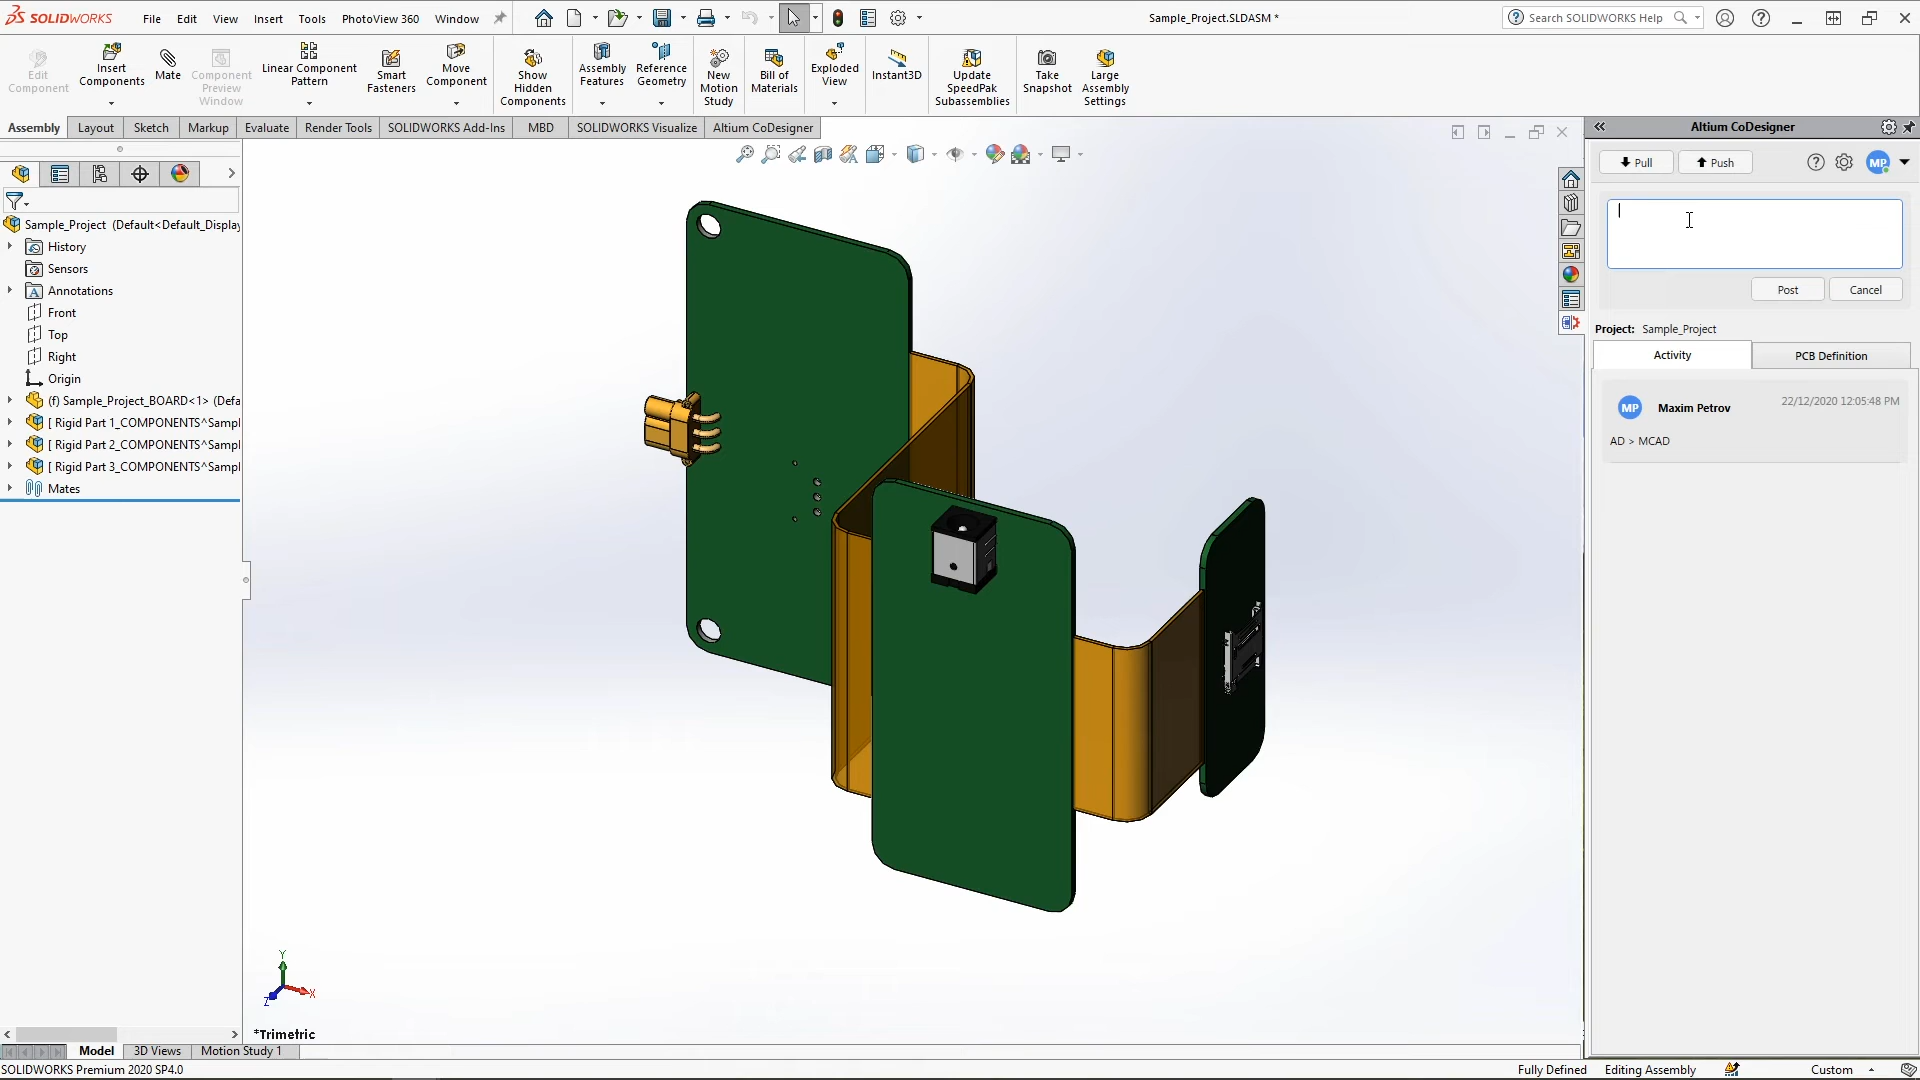 SOLIDWORKS File Edit View Insert Tools PhotoView 360 Window Sample_Project.SLDASM * Search SOLIDWORKS Help
Edit Component
Insert Components
Mate
Component Preview Window
Linear Component Pattern
Smart Fasteners
Move Component
Show Hidden Components
Assembly Features
Reference Geometry
New Motion Study
Bill of Materials
Exploded View
Instant3D
Update SpeedPak Subassemblies
Take Snapshot
Large Assembly Settings
Assembly Layout Sketch Markup Evaluate Render Tools SOLIDWORKS Add-Ins MBD SOLIDWORKS Visualize Altium CoDesigner
Sample_Project (Default<Default_Display
History
Sensors
Annotations
Front
Top
Right
Origin
(f) Sample_Project_BOARD<1> (Defa
[ Rigid Part 1_COMPONENTS^Sampl
[ Rigid Part 2_COMPONENTS^Sampl
[ Rigid Part 3_COMPONENTS^Sampl
Mates
Y
X
Z
*Trimetric
Altium CoDesigner
Pull Push MP
Post Cancel
Project: Sample_Project
Activity PCB Definition
MP Maxim Petrov 22/12/2020 12:05:48 PM
AD > MCAD
Model 3D Views Motion Study 1
SOLIDWORKS Premium 2020 SP4.0 Fully Defined Editing Assembly Custom